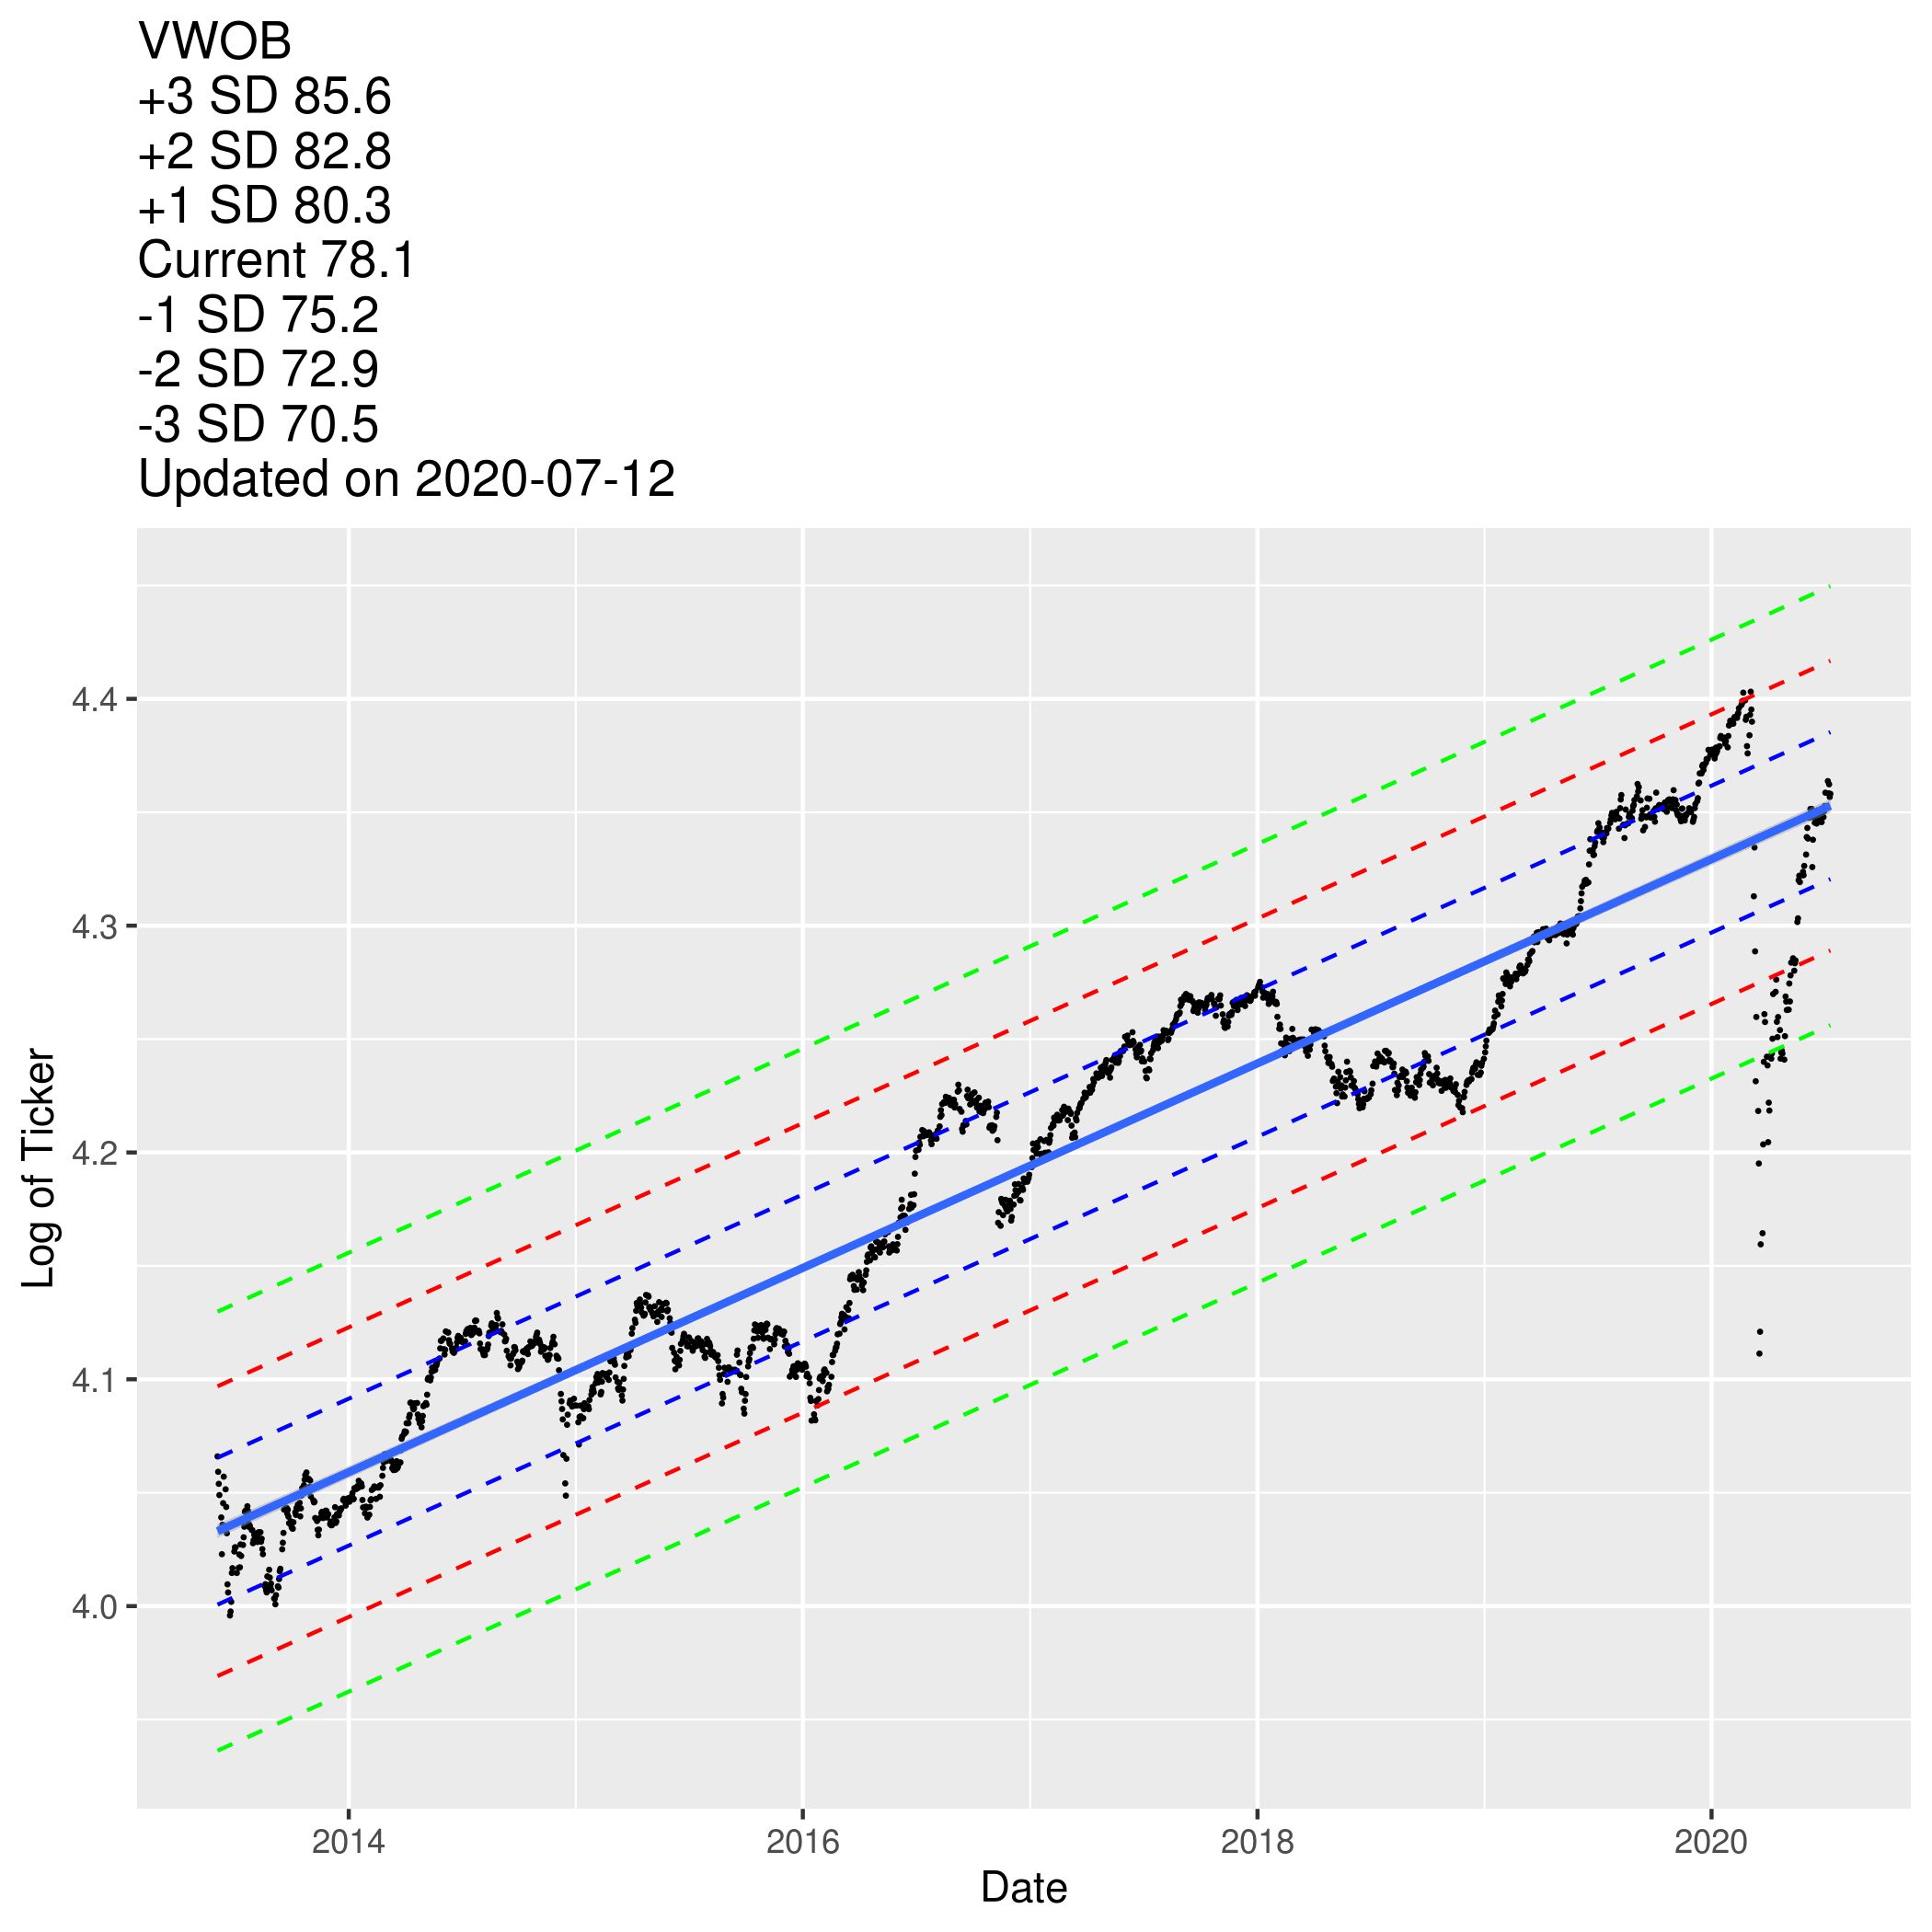 VWOB
+3 SD 85.6
+2 SD 82.8
+1 SD 80.3
Current 78.1
-1 SD 75.2
-2 SD 72.9
-3 SD 70.5
Updated on 2020-07-12
Log of Ticker
4.4
4.3
4.2
4.1
4.0
2014
2016
2018
2020
Date